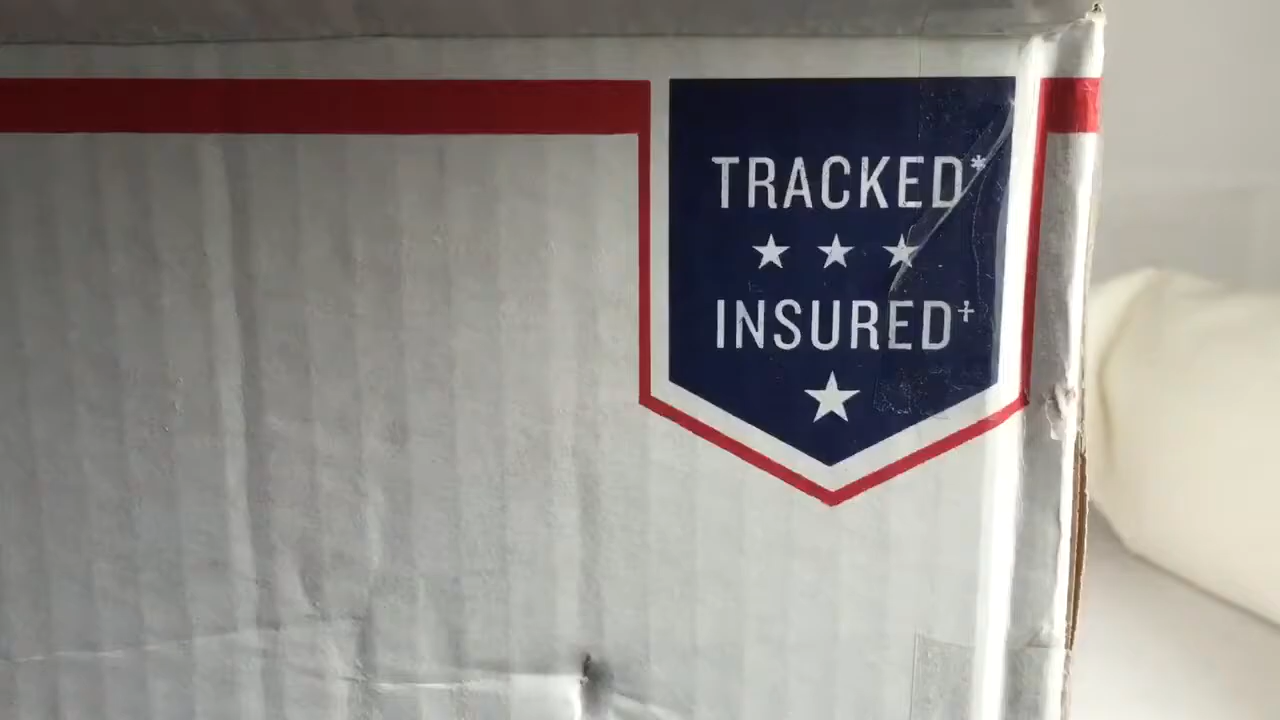 TRACKED*
★ ★ ★
INSURED†
★